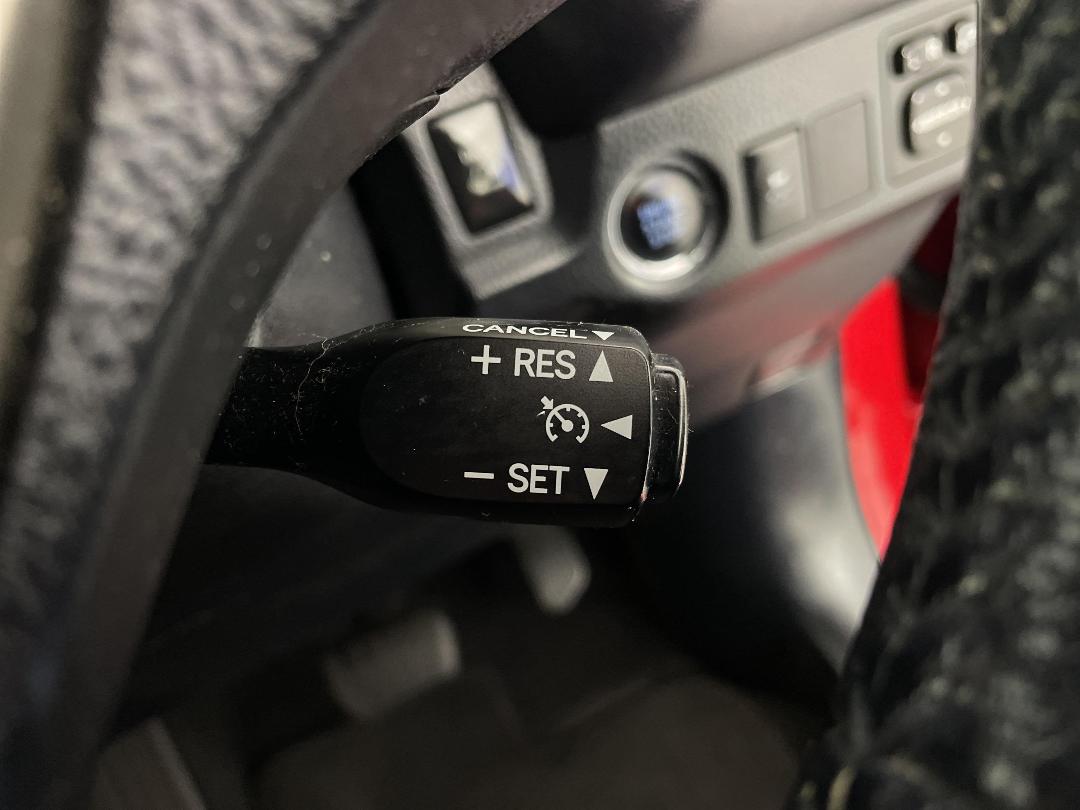 CANCEL ▼
+ RES ▲
◀
− SET ▼